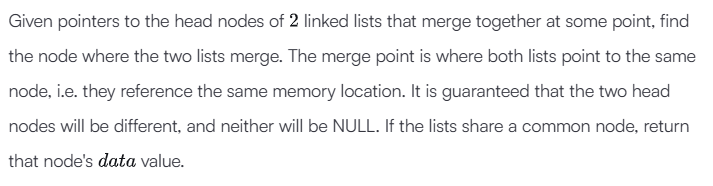 Given pointers to the head nodes of 2 linked lists that merge together at some point, find
the node where the two lists merge. The merge point is where both lists point to the same
node, i.e. they reference the same memory location. It is guaranteed that the two head
nodes will be different, and neither will be NULL. If the lists share a common node, return
that node's data value.